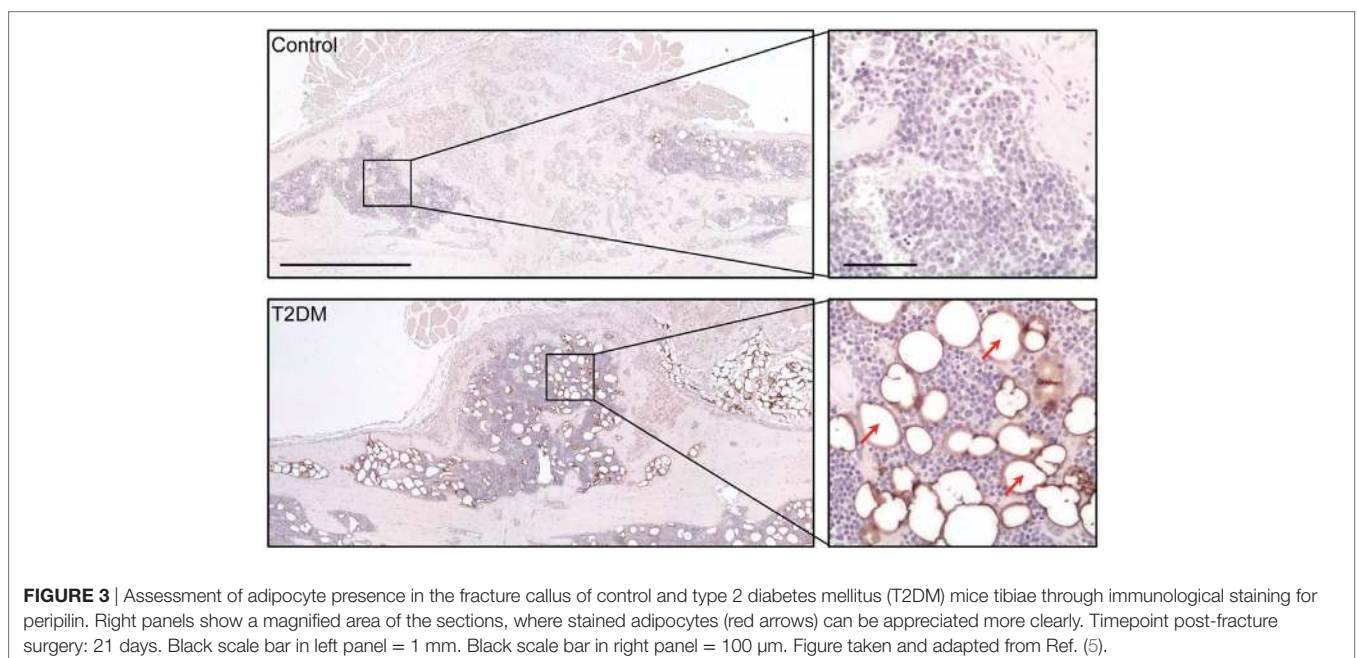 Control
T2DM
FIGURE 3 | Assessment of adipocyte presence in the fracture callus of control and type 2 diabetes mellitus (T2DM) mice tibiae through immunological staining for
peripilin. Right panels show a magnified area of the sections, where stained adipocytes (red arrows) can be appreciated more clearly. Timepoint post-fracture
surgery: 21 days. Black scale bar in left panel = 1 mm. Black scale bar in right panel = 100 μm. Figure taken and adapted from Ref. (5).